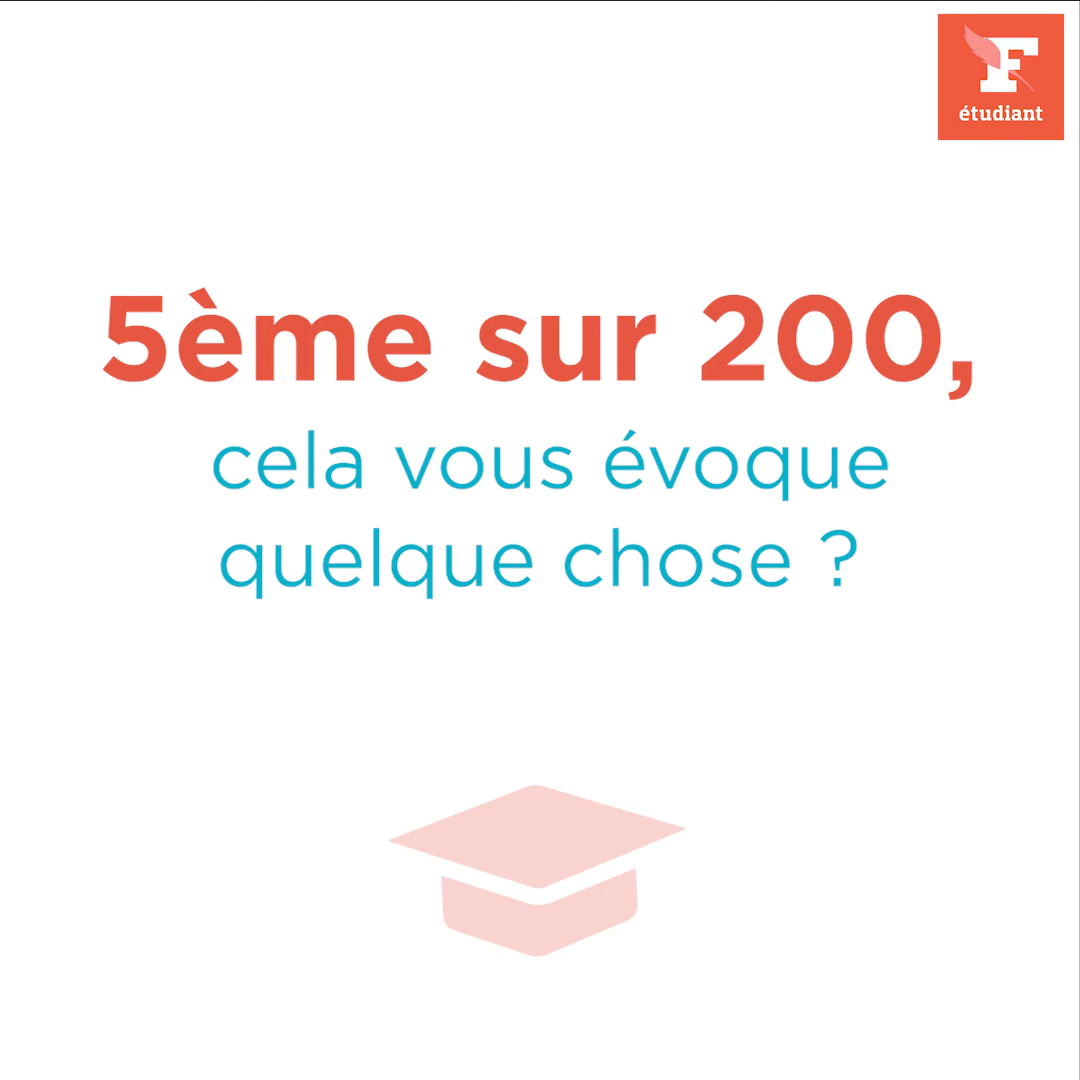 F
étudiant
5ème sur 200,
cela vous évoque
quelque chose ?